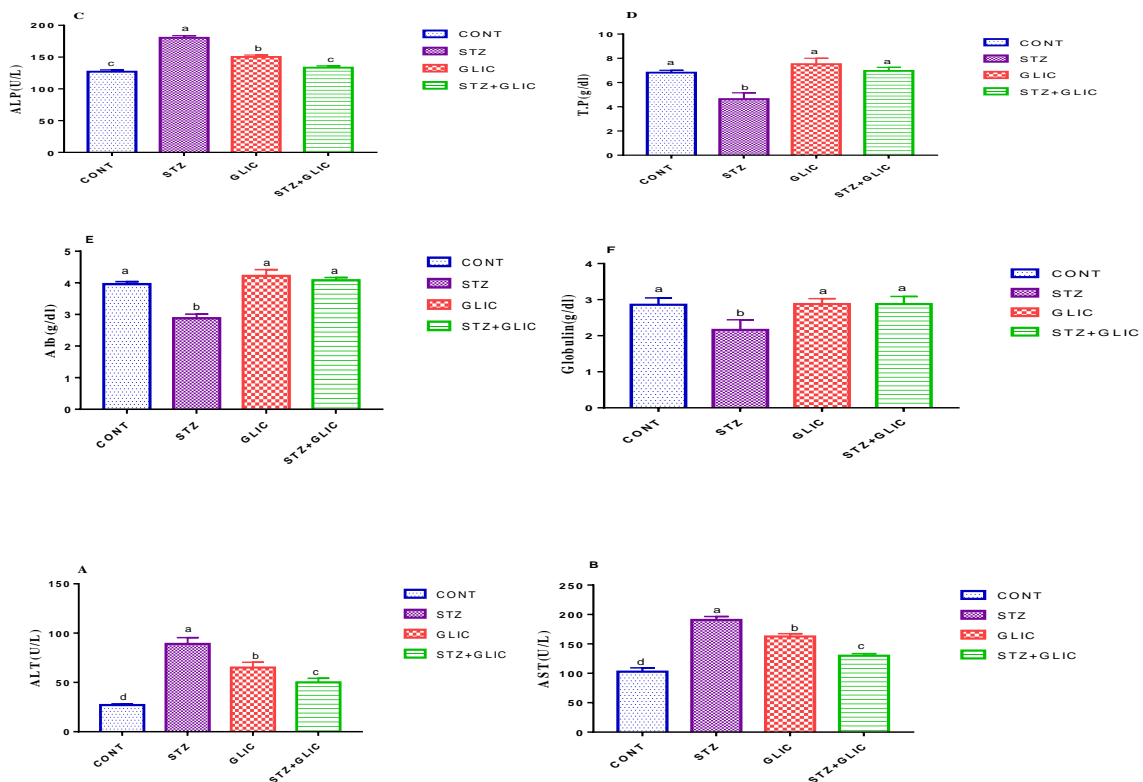 C
ALP(U/L)
200
150
100
50
0
c
a
b
c
CONT
STZ
GLIC
STZ+GLIC
CONT
STZ
GLIC
STZ+GLIC
D
T.P(g/dl)
10
8
6
4
2
0
a
b
a
a
CONT
STZ
GLIC
STZ+GLIC
CONT
STZ
GLIC
STZ+GLIC
E
Alb(g/dl)
5
4
3
2
1
0
a
b
a
a
CONT
STZ
GLIC
STZ+GLIC
CONT
STZ
GLIC
STZ+GLIC
F
Globulin(g/dl)
4
3
2
1
0
a
b
a
a
CONT
STZ
GLIC
STZ+GLIC
CONT
STZ
GLIC
STZ+GLIC
A
ALT(U/L)
150
100
50
0
d
a
b
c
CONT
STZ
GLIC
STZ+GLIC
CONT
STZ
GLIC
STZ+GLIC
B
AST(U/L)
250
200
150
100
50
0
d
a
b
c
CONT
STZ
GLIC
STZ+GLIC
CONT
STZ
GLIC
STZ+GLIC